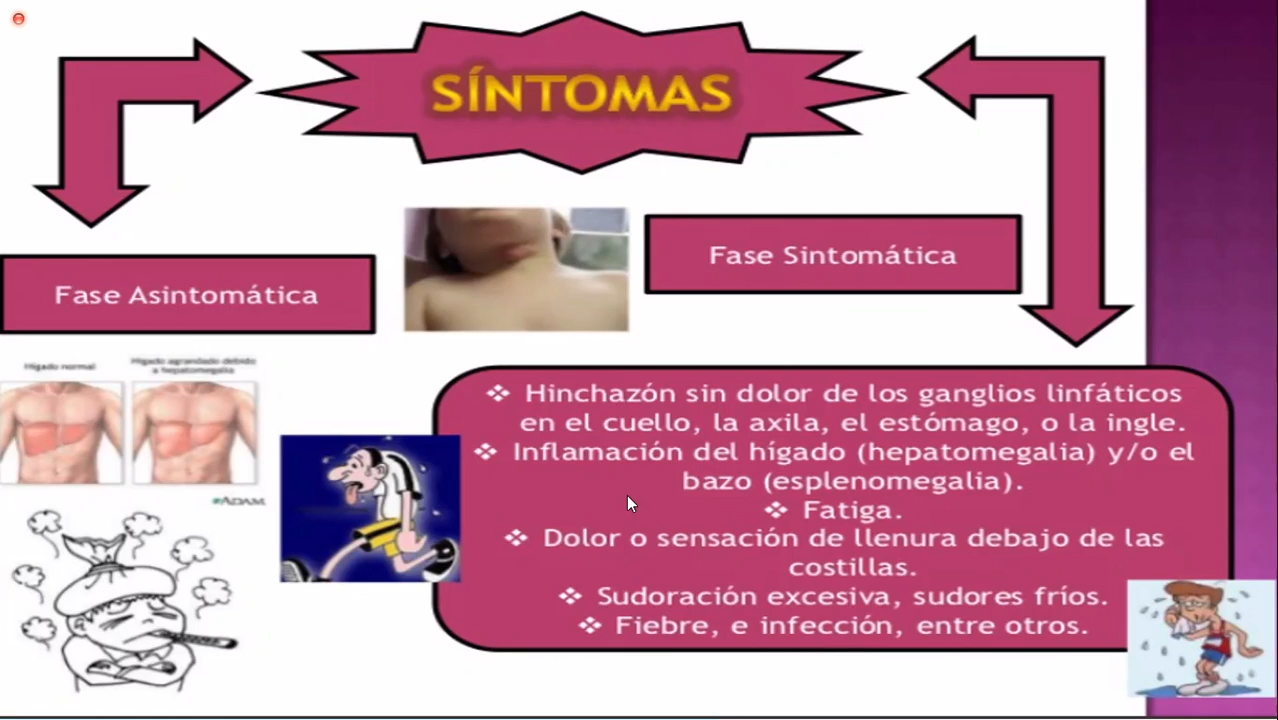 SÍNTOMAS
Fase Sintomática
Fase Asintomática
Hígado normal
Hígado agrandado debido
a hepatomegalia
ADAM
❖ Hinchazón sin dolor de los ganglios linfáticos
en el cuello, la axila, el estómago, o la ingle.
❖ Inflamación del hígado (hepatomegalia) y/o el
bazo (esplenomegalia).
❖ Fatiga.
❖ Dolor o sensación de llenura debajo de las
costillas.
❖ Sudoración excesiva, sudores fríos.
❖ Fiebre, e infección, entre otros.